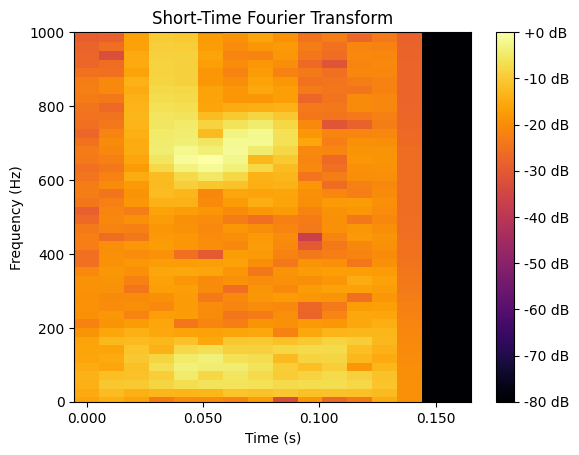 Short-Time Fourier Transform
Frequency (Hz)
1000
800
600
400
200
0
0.000
0.050
0.100
0.150
Time (s)
+0 dB
-10 dB
-20 dB
-30 dB
-40 dB
-50 dB
-60 dB
-70 dB
-80 dB